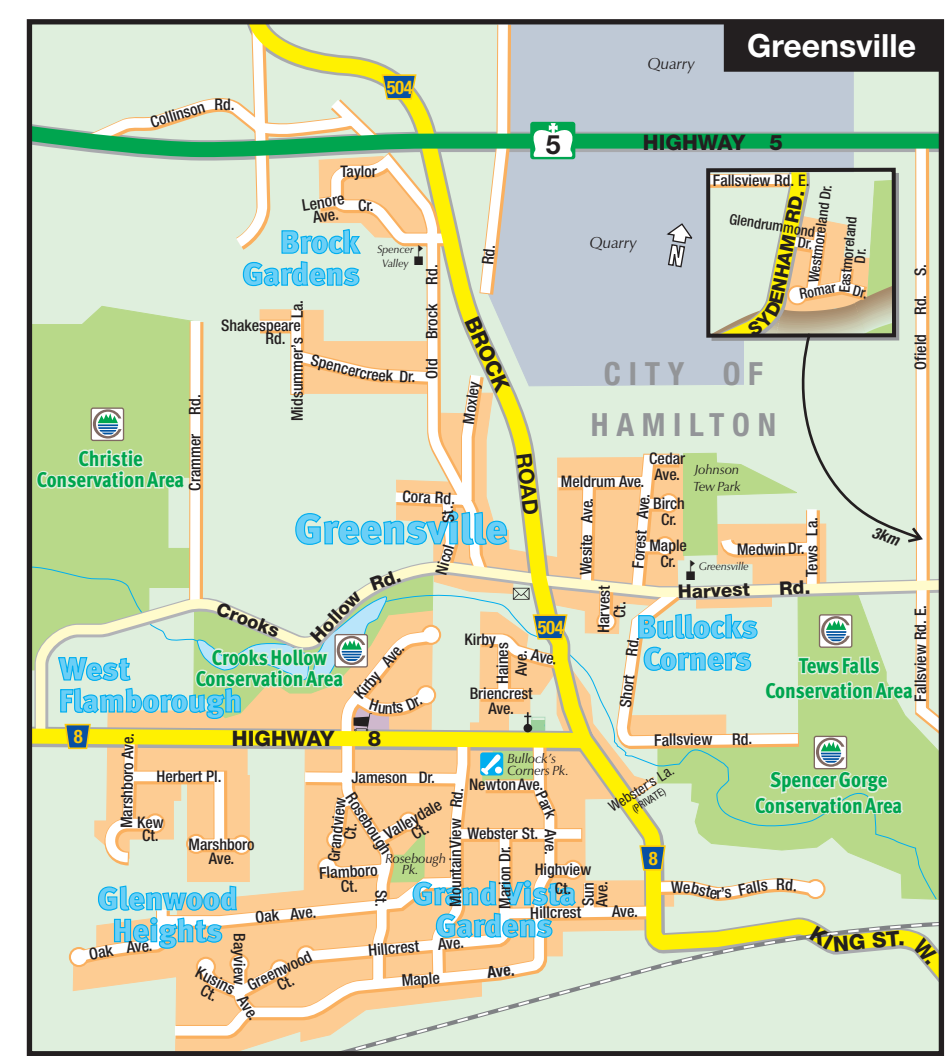 Greensville
Quarry
504
Collinson Rd.
5
HIGHWAY 5
Taylor
Lenore
Ave.
Cr.
Brock
Gardens
Spencer
Valley
Rd.
Quarry
N
Fallsview Rd. E.
Glendrummond
Dr.
Westmoreland Dr.
Eastmoreland
Dr.
Romar Dr.
SYDENHAM RD.
Old Brock Rd.
Shakespeare
Rd.
Midsummer's La.
Spencercreek Dr.
BROCK
ROAD
CITY OF
HAMILTON
Ofield Rd. S.
Moxley
Crammer Rd.
Christie
Conservation Area
Cora Rd.
Greensville
Nicol St.
Meldrum Ave.
Cedar
Ave.
Birch
Cr.
Maple
Cr.
Wesite Ave.
Forest Ave.
Johnson
Tew Park
Medwin Dr.
Tews La.
3km
Greensville
Crooks Hollow Rd.
Harvest Rd.
Harvest
Ct.
504
Bullocks
Corners
Short Rd.
Fallsview Rd. E.
Crooks Hollow
Conservation Area
Kirby Ave.
Hunts Dr.
Kirby Ave.
Haines
Ave.
Briencrest
Ave.
Tews Falls
Conservation Area
West
Flamborough
8
HIGHWAY 8
Fallsview Rd.
Spencer Gorge
Conservation Area
Bullock's
Corners Pk.
Webster's La.
(PRIVATE)
Marshboro Ave.
Herbert Pl.
Kew
Ct.
Marshboro
Ave.
Jameson Dr.
Grandview
Ct.
Rosebough
St.
Valleydale
Ct.
Rosebough
Pk.
Flamboro
Ct.
Mountain View Rd.
Newton Ave.
Park Ave.
Webster St.
Marion Dr.
Highview
Ct.
Sun
Ave.
8
Webster's Falls Rd.
Glenwood
Heights
Grand Vista
Gardens
Oak Ave.
Oak Ave.
Hillcrest Ave.
Hillcrest Ave.
Bayview
Ave.
Greenwood
Ct.
Kusins
Ct.
Maple Ave.
KING ST. W.